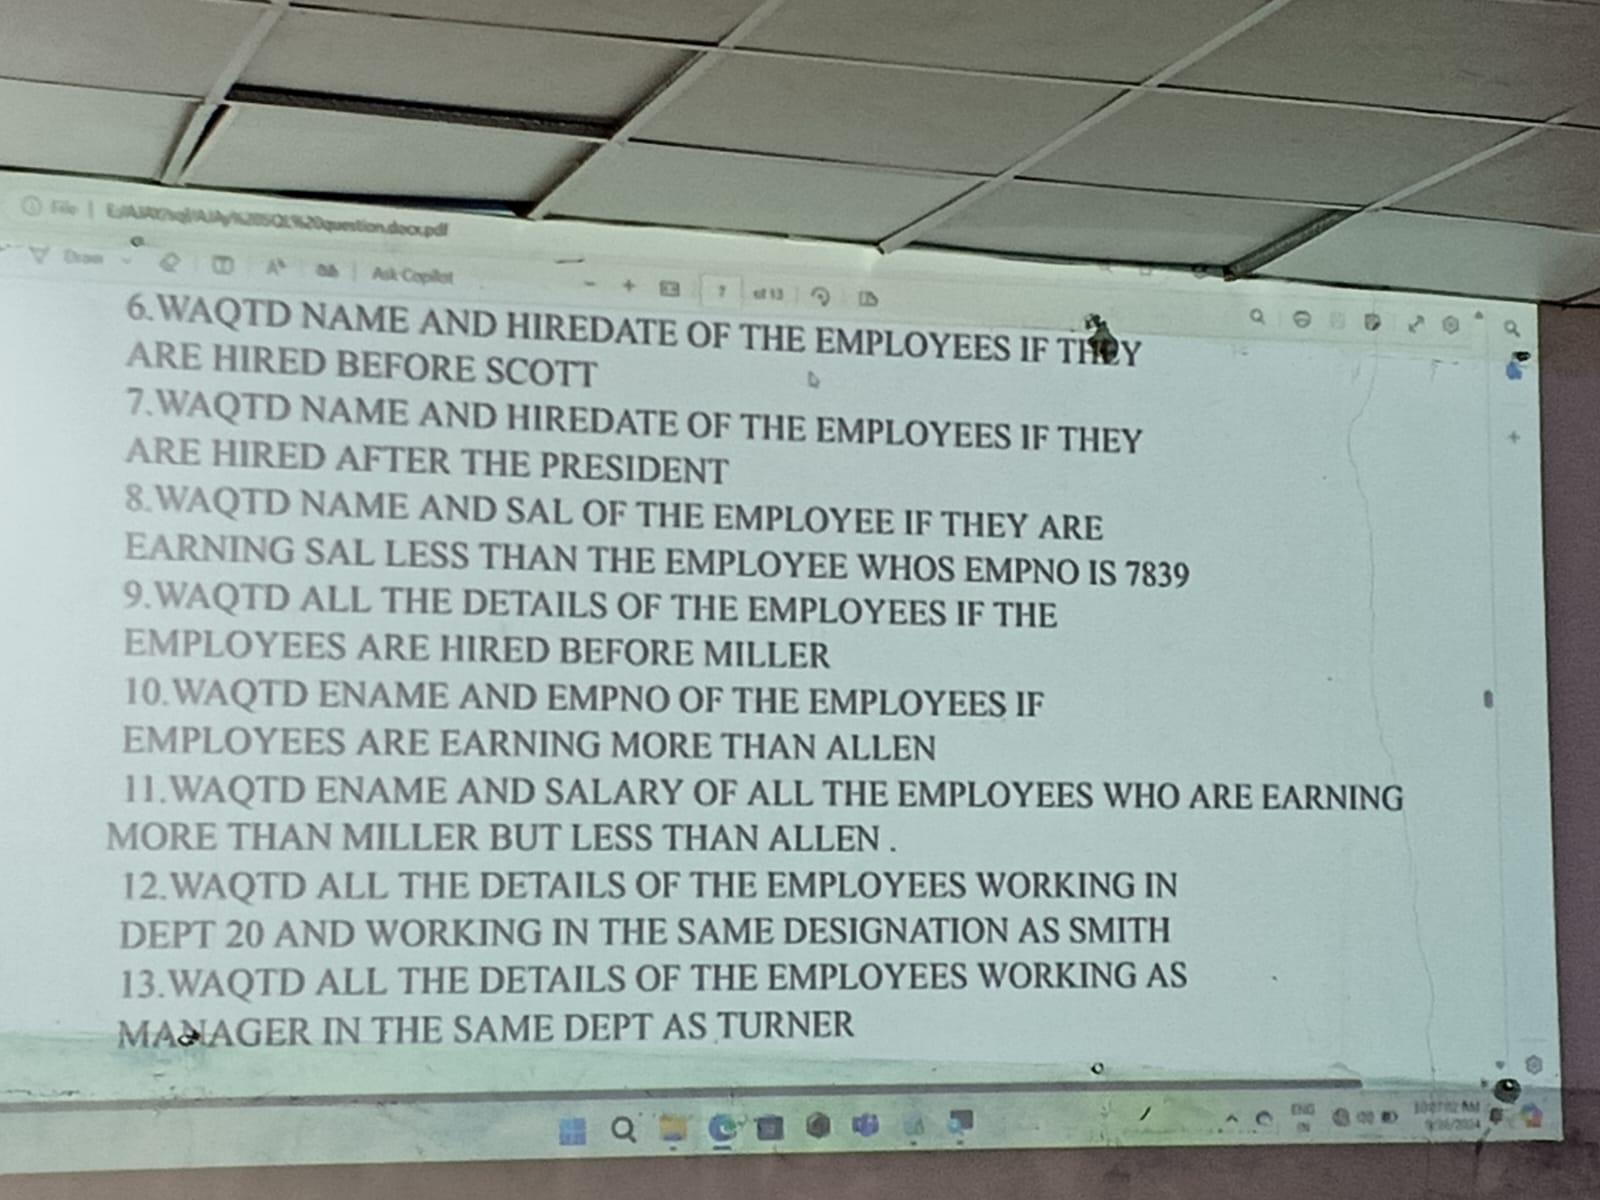 File
question.docx.pdf
Draw
Ask Copilot
7 of 13
6.WAQTD NAME AND HIREDATE OF THE EMPLOYEES IF THEY
ARE HIRED BEFORE SCOTT
7.WAQTD NAME AND HIREDATE OF THE EMPLOYEES IF THEY
ARE HIRED AFTER THE PRESIDENT
8.WAQTD NAME AND SAL OF THE EMPLOYEE IF THEY ARE
EARNING SAL LESS THAN THE EMPLOYEE WHOS EMPNO IS 7839
9.WAQTD ALL THE DETAILS OF THE EMPLOYEES IF THE
EMPLOYEES ARE HIRED BEFORE MILLER
10.WAQTD ENAME AND EMPNO OF THE EMPLOYEES IF
EMPLOYEES ARE EARNING MORE THAN ALLEN
11.WAQTD ENAME AND SALARY OF ALL THE EMPLOYEES WHO ARE EARNING
MORE THAN MILLER BUT LESS THAN ALLEN .
12.WAQTD ALL THE DETAILS OF THE EMPLOYEES WORKING IN
DEPT 20 AND WORKING IN THE SAME DESIGNATION AS SMITH
13.WAQTD ALL THE DETAILS OF THE EMPLOYEES WORKING AS
MANAGER IN THE SAME DEPT AS TURNER
ENG
IN